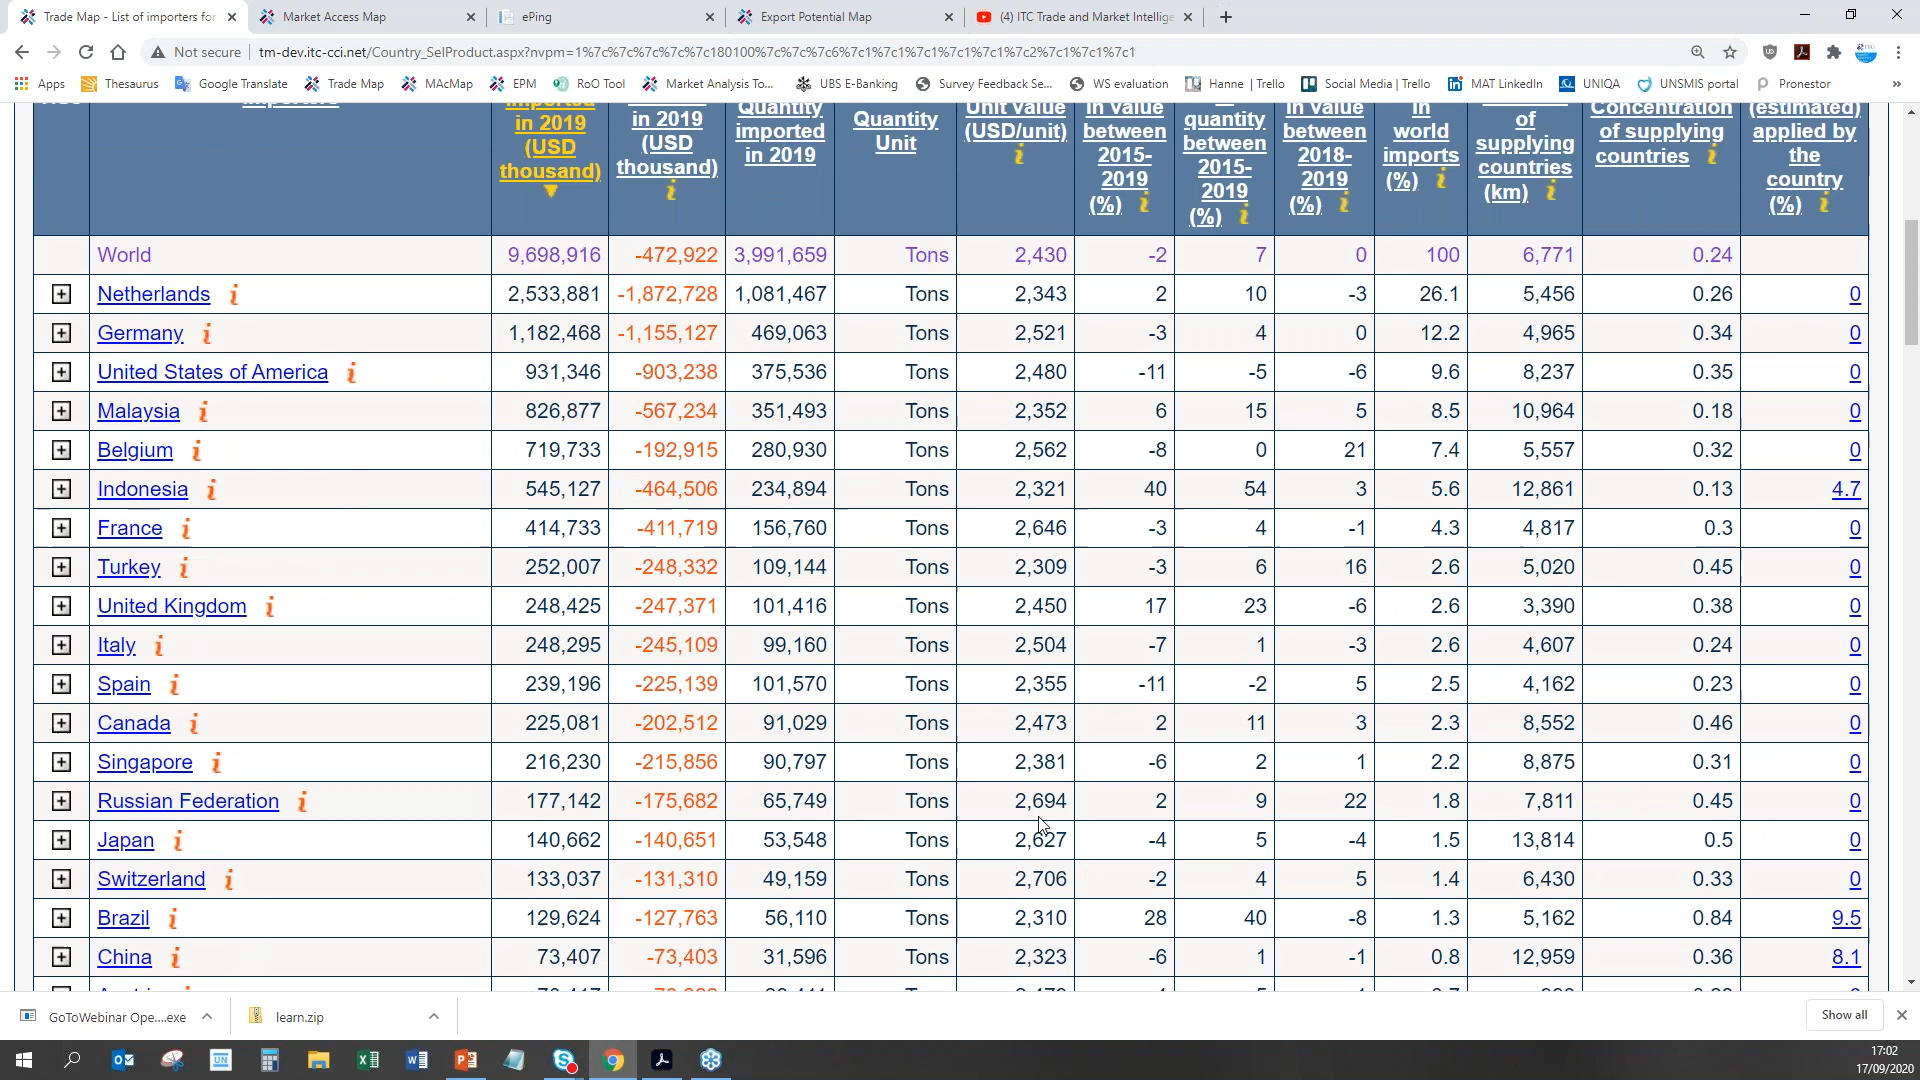 Trade Map - List of importers for
Market Access Map
ePing
Export Potential Map
(4) ITC Trade and Market Intellige
Not secure tm-dev.itc-cci.net/Country_SelProduct.aspx?nvpm=1%7c%7c%7c%7c%7c180100%7c%7c%7c6%7c1%7c1%7c1%7c1%7c1%7c2%7c1%7c1%7c1
Apps Thesaurus Google Translate Trade Map MAcMap EPM RoO Tool Market Analysis To... UBS E-Banking Survey Feedback Se... WS evaluation Hanne | Trello Social Media | Trello MAT LinkedIn UNIQA UNSMIS portal Pronestor »
Importers
imported
in 2019
(USD
thousand)
in 2019
(USD
thousand)
i
Quantity
imported
in 2019
Quantity
Unit
Unit value
(USD/unit)
i
in value
between
2015-
2019
(%) i
quantity
between
2015-
2019
(%) i
in value
between
2018-
2019
(%) i
in
world
imports
(%) i
of
supplying
countries
(km) i
Concentration
of supplying
countries i
(estimated)
applied by
the
country
(%) i
World 9,698,916 -472,922 3,991,659 Tons 2,430 -2 7 0 100 6,771 0.24
+ Netherlands i 2,533,881 -1,872,728 1,081,467 Tons 2,343 2 10 -3 26.1 5,456 0.26 0
+ Germany i 1,182,468 -1,155,127 469,063 Tons 2,521 -3 4 0 12.2 4,965 0.34 0
+ United States of America i 931,346 -903,238 375,536 Tons 2,480 -11 -5 -6 9.6 8,237 0.35 0
+ Malaysia i 826,877 -567,234 351,493 Tons 2,352 6 15 5 8.5 10,964 0.18 0
+ Belgium i 719,733 -192,915 280,930 Tons 2,562 -8 0 21 7.4 5,557 0.32 0
+ Indonesia i 545,127 -464,506 234,894 Tons 2,321 40 54 3 5.6 12,861 0.13 4.7
+ France i 414,733 -411,719 156,760 Tons 2,646 -3 4 -1 4.3 4,817 0.3 0
+ Turkey i 252,007 -248,332 109,144 Tons 2,309 -3 6 16 2.6 5,020 0.45 0
+ United Kingdom i 248,425 -247,371 101,416 Tons 2,450 17 23 -6 2.6 3,390 0.38 0
+ Italy i 248,295 -245,109 99,160 Tons 2,504 -7 1 -3 2.6 4,607 0.24 0
+ Spain i 239,196 -225,139 101,570 Tons 2,355 -11 -2 5 2.5 4,162 0.23 0
+ Canada i 225,081 -202,512 91,029 Tons 2,473 2 11 3 2.3 8,552 0.46 0
+ Singapore i 216,230 -215,856 90,797 Tons 2,381 -6 2 1 2.2 8,875 0.31 0
+ Russian Federation i 177,142 -175,682 65,749 Tons 2,694 2 9 22 1.8 7,811 0.45 0
+ Japan i 140,662 -140,651 53,548 Tons 2,627 -4 5 -4 1.5 13,814 0.5 0
+ Switzerland i 133,037 -131,310 49,159 Tons 2,706 -2 4 5 1.4 6,430 0.33 0
+ Brazil i 129,624 -127,763 56,110 Tons 2,310 28 40 -8 1.3 5,162 0.84 9.5
+ China i 73,407 -73,403 31,596 Tons 2,323 -6 1 -1 0.8 12,959 0.36 8.1
GoToWebinar Ope....exe
learn.zip
Show all
17:02
17/09/2020